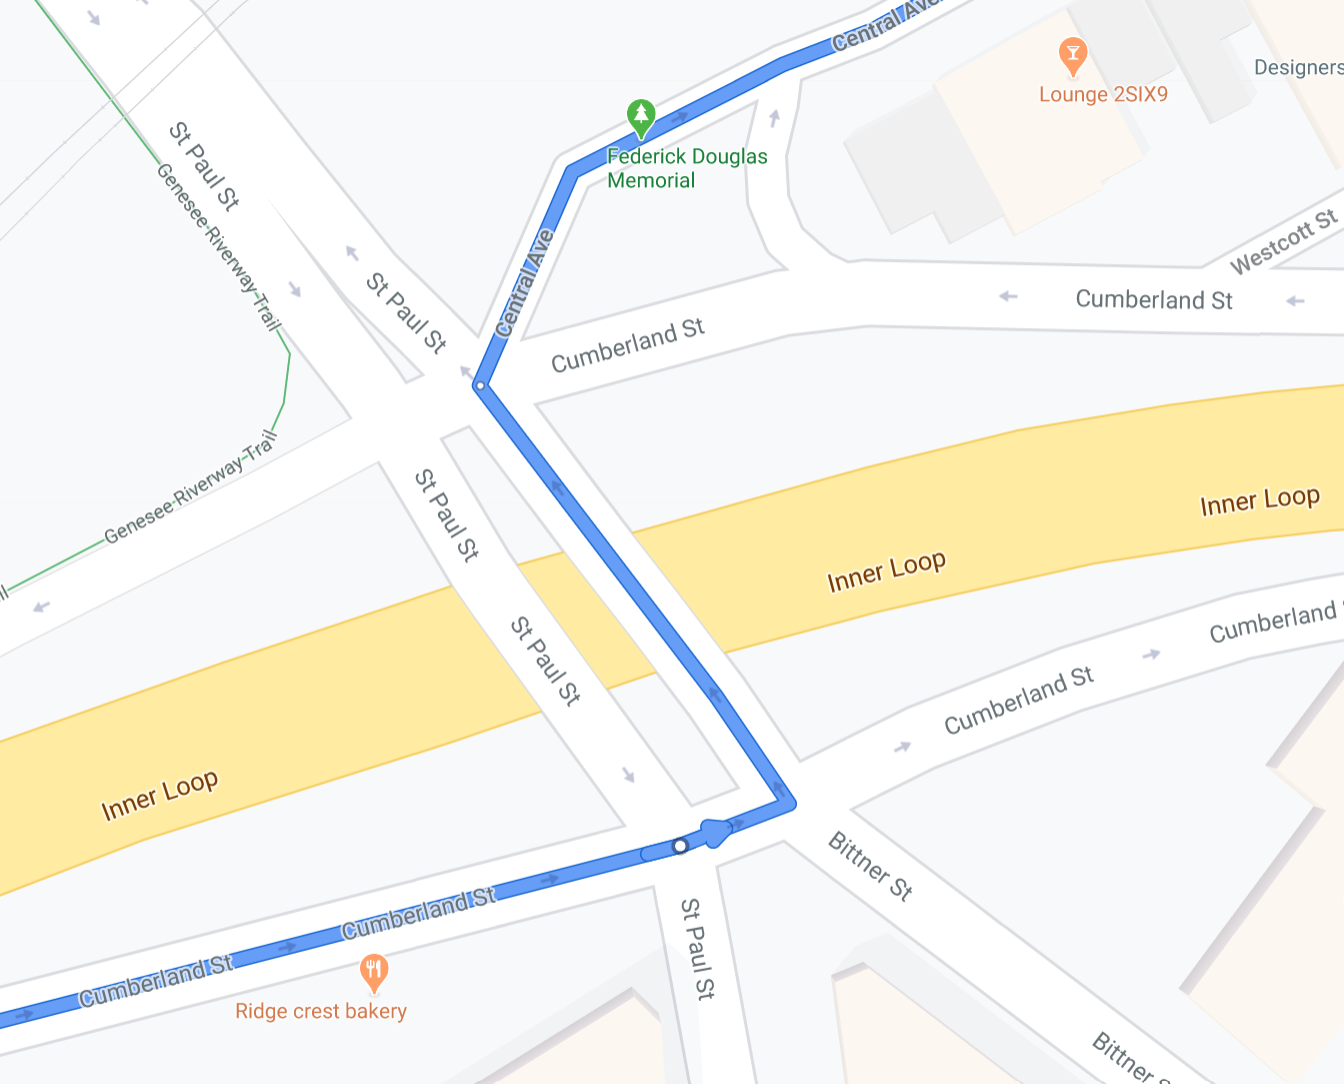 Central Ave
Lounge 2SIX9
Designers
St Paul St
Federick Douglas
Memorial
Genesee Riverway Trail
Westcott St
Central Ave
St Paul St
Cumberland St
Cumberland St
Genesee Riverway Trail
St Paul St
Inner Loop
Inner Loop
St Paul St
Cumberland
Cumberland St
Inner Loop
Bittner St
Cumberland St
Cumberland St
St Paul St
Ridge crest bakery
Bittner S